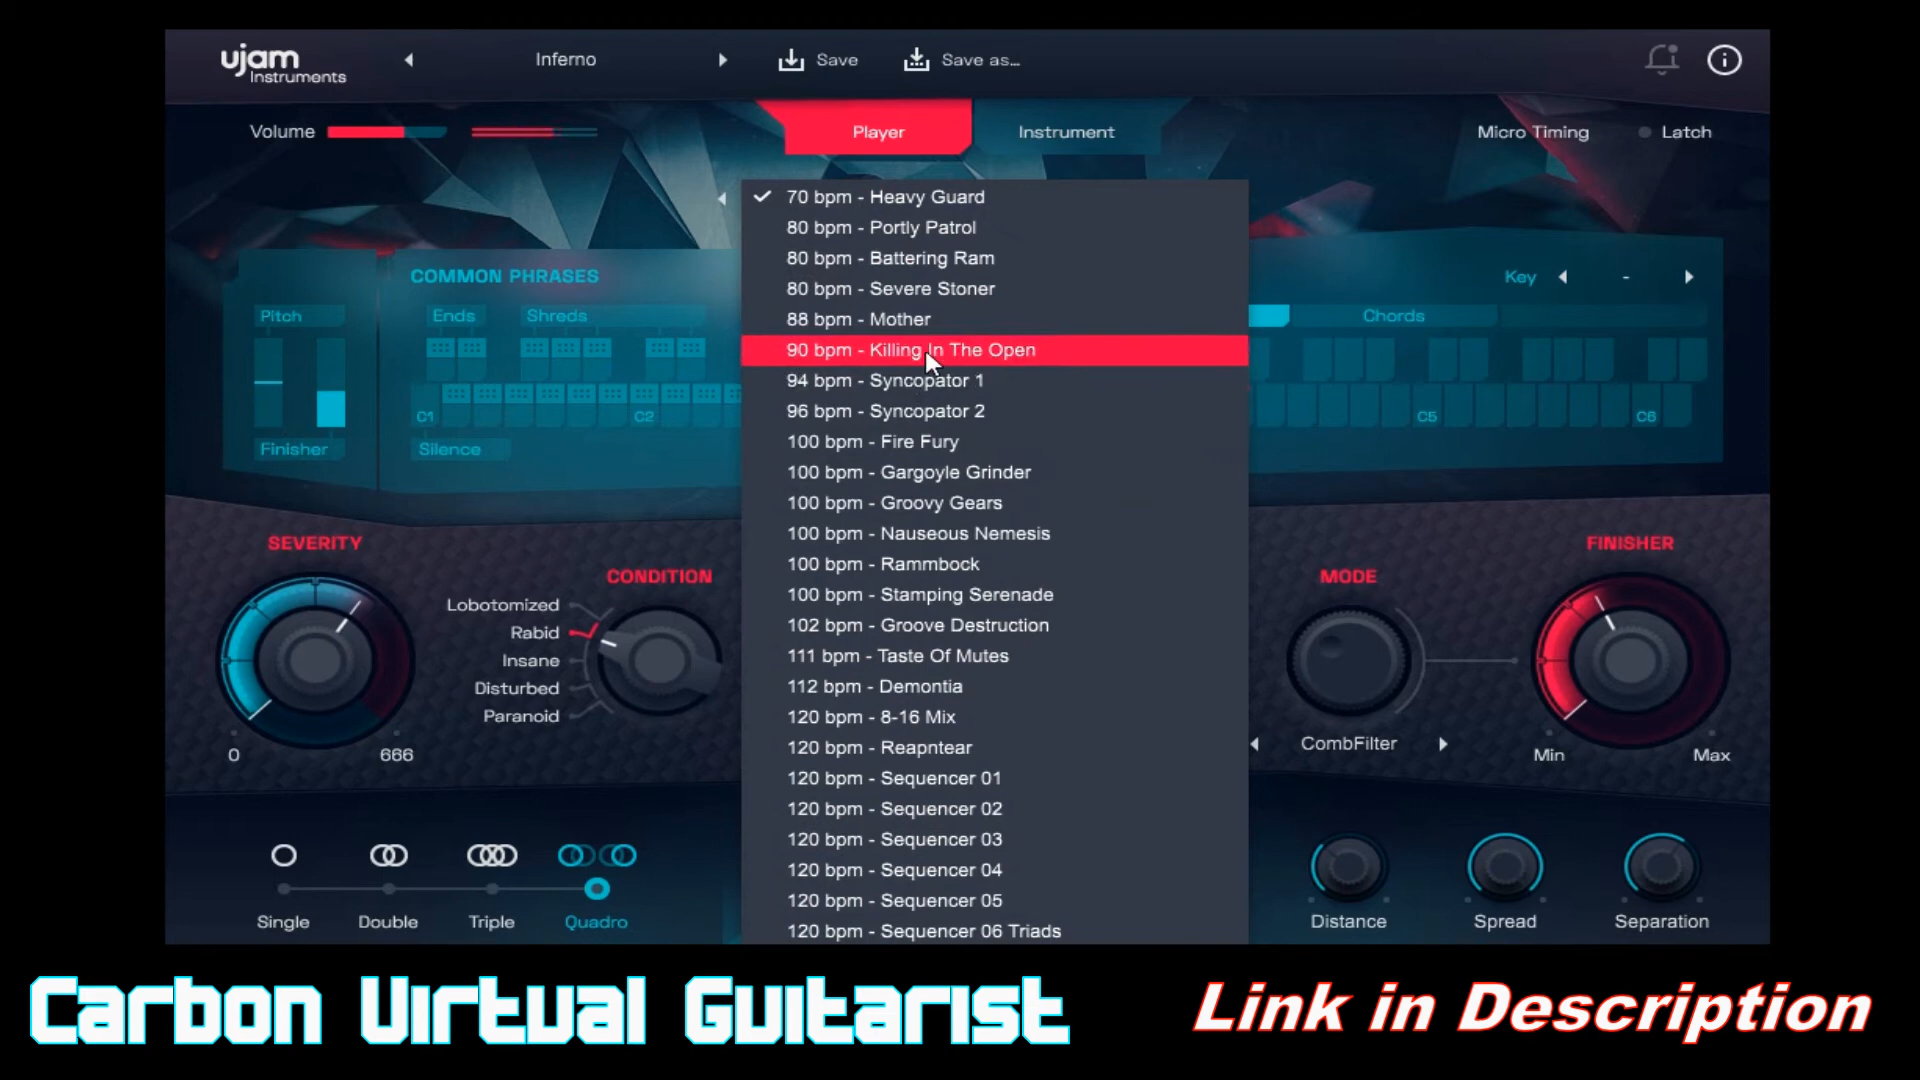 ujam
Instruments
Inferno
Save
Save as...
Volume
Player
Instrument
Micro Timing
Latch
70 bpm - Heavy Guard
80 bpm - Portly Patrol
80 bpm - Battering Ram
80 bpm - Severe Stoner
88 bpm - Mother
90 bpm - Killing In The Open
94 bpm - Syncopator 1
96 bpm - Syncopator 2
100 bpm - Fire Fury
100 bpm - Gargoyle Grinder
100 bpm - Groovy Gears
100 bpm - Nauseous Nemesis
100 bpm - Rammbock
100 bpm - Stamping Serenade
102 bpm - Groove Destruction
111 bpm - Taste Of Mutes
112 bpm - Demontia
120 bpm - 8-16 Mix
120 bpm - Reapntear
120 bpm - Sequencer 01
120 bpm - Sequencer 02
120 bpm - Sequencer 03
120 bpm - Sequencer 04
120 bpm - Sequencer 05
120 bpm - Sequencer 06 Triads
COMMON PHRASES
Key -
Pitch
Ends
Shreds
Chords
C1
C2
C5
C6
Finisher
Silence
SEVERITY
0
666
CONDITION
Lobotomized
Rabid
Insane
Disturbed
Paranoid
MODE
CombFilter
FINISHER
Min
Max
Single
Double
Triple
Quadro
Distance
Spread
Separation
Carbon Virtual Guitarist
Link in Description